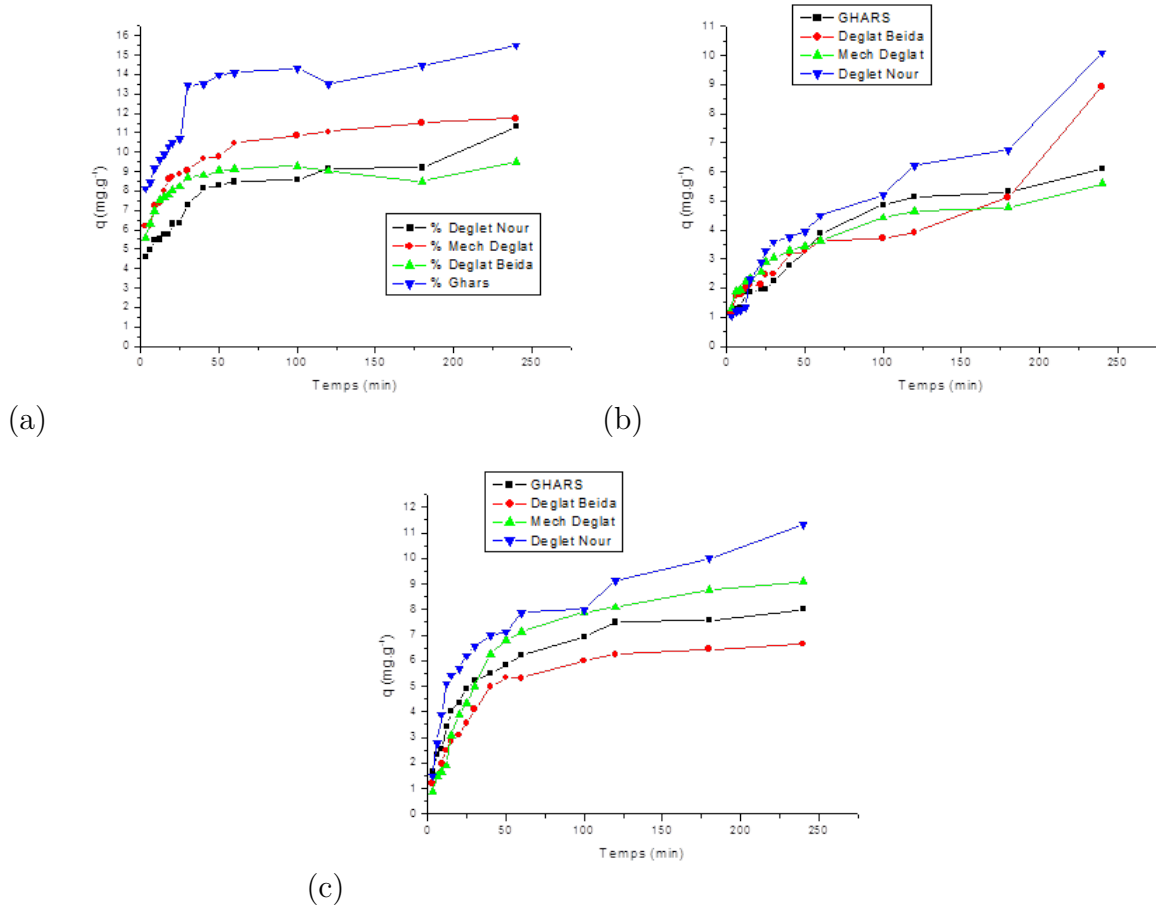 q (mg.g⁻¹)
16
15
14
13
12
11
10
9
8
7
6
5
4
3
2
1
0
% Deglet Nour
% Mech Deglat
% Deglat Beida
% Ghars
0 50 100 150 200 250
Temps (min)
(a)
q (mg.g⁻¹)
GHARS
Deglat Beida
Mech Deglat
Deglet Nour
11
10
9
8
7
6
5
4
3
2
1
0
0 50 100 150 200 250
Temps (min)
(b)
q (mg.g⁻¹)
GHARS
Deglat Beida
Mech Deglat
Deglet Nour
12
11
10
9
8
7
6
5
4
3
2
1
0
0 50 100 150 200 250
Temps (min)
(c)